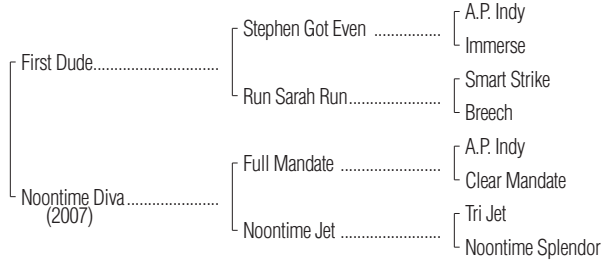 A.P. Indy
Stephen Got Even ................
Immerse
First Dude.............................
Smart Strike
Run Sarah Run......................
Breech
A.P. Indy
Full Mandate ........................
Clear Mandate
Noontime Diva......................
(2007)
Tri Jet
Noontime Jet ........................
Noontime Splendor